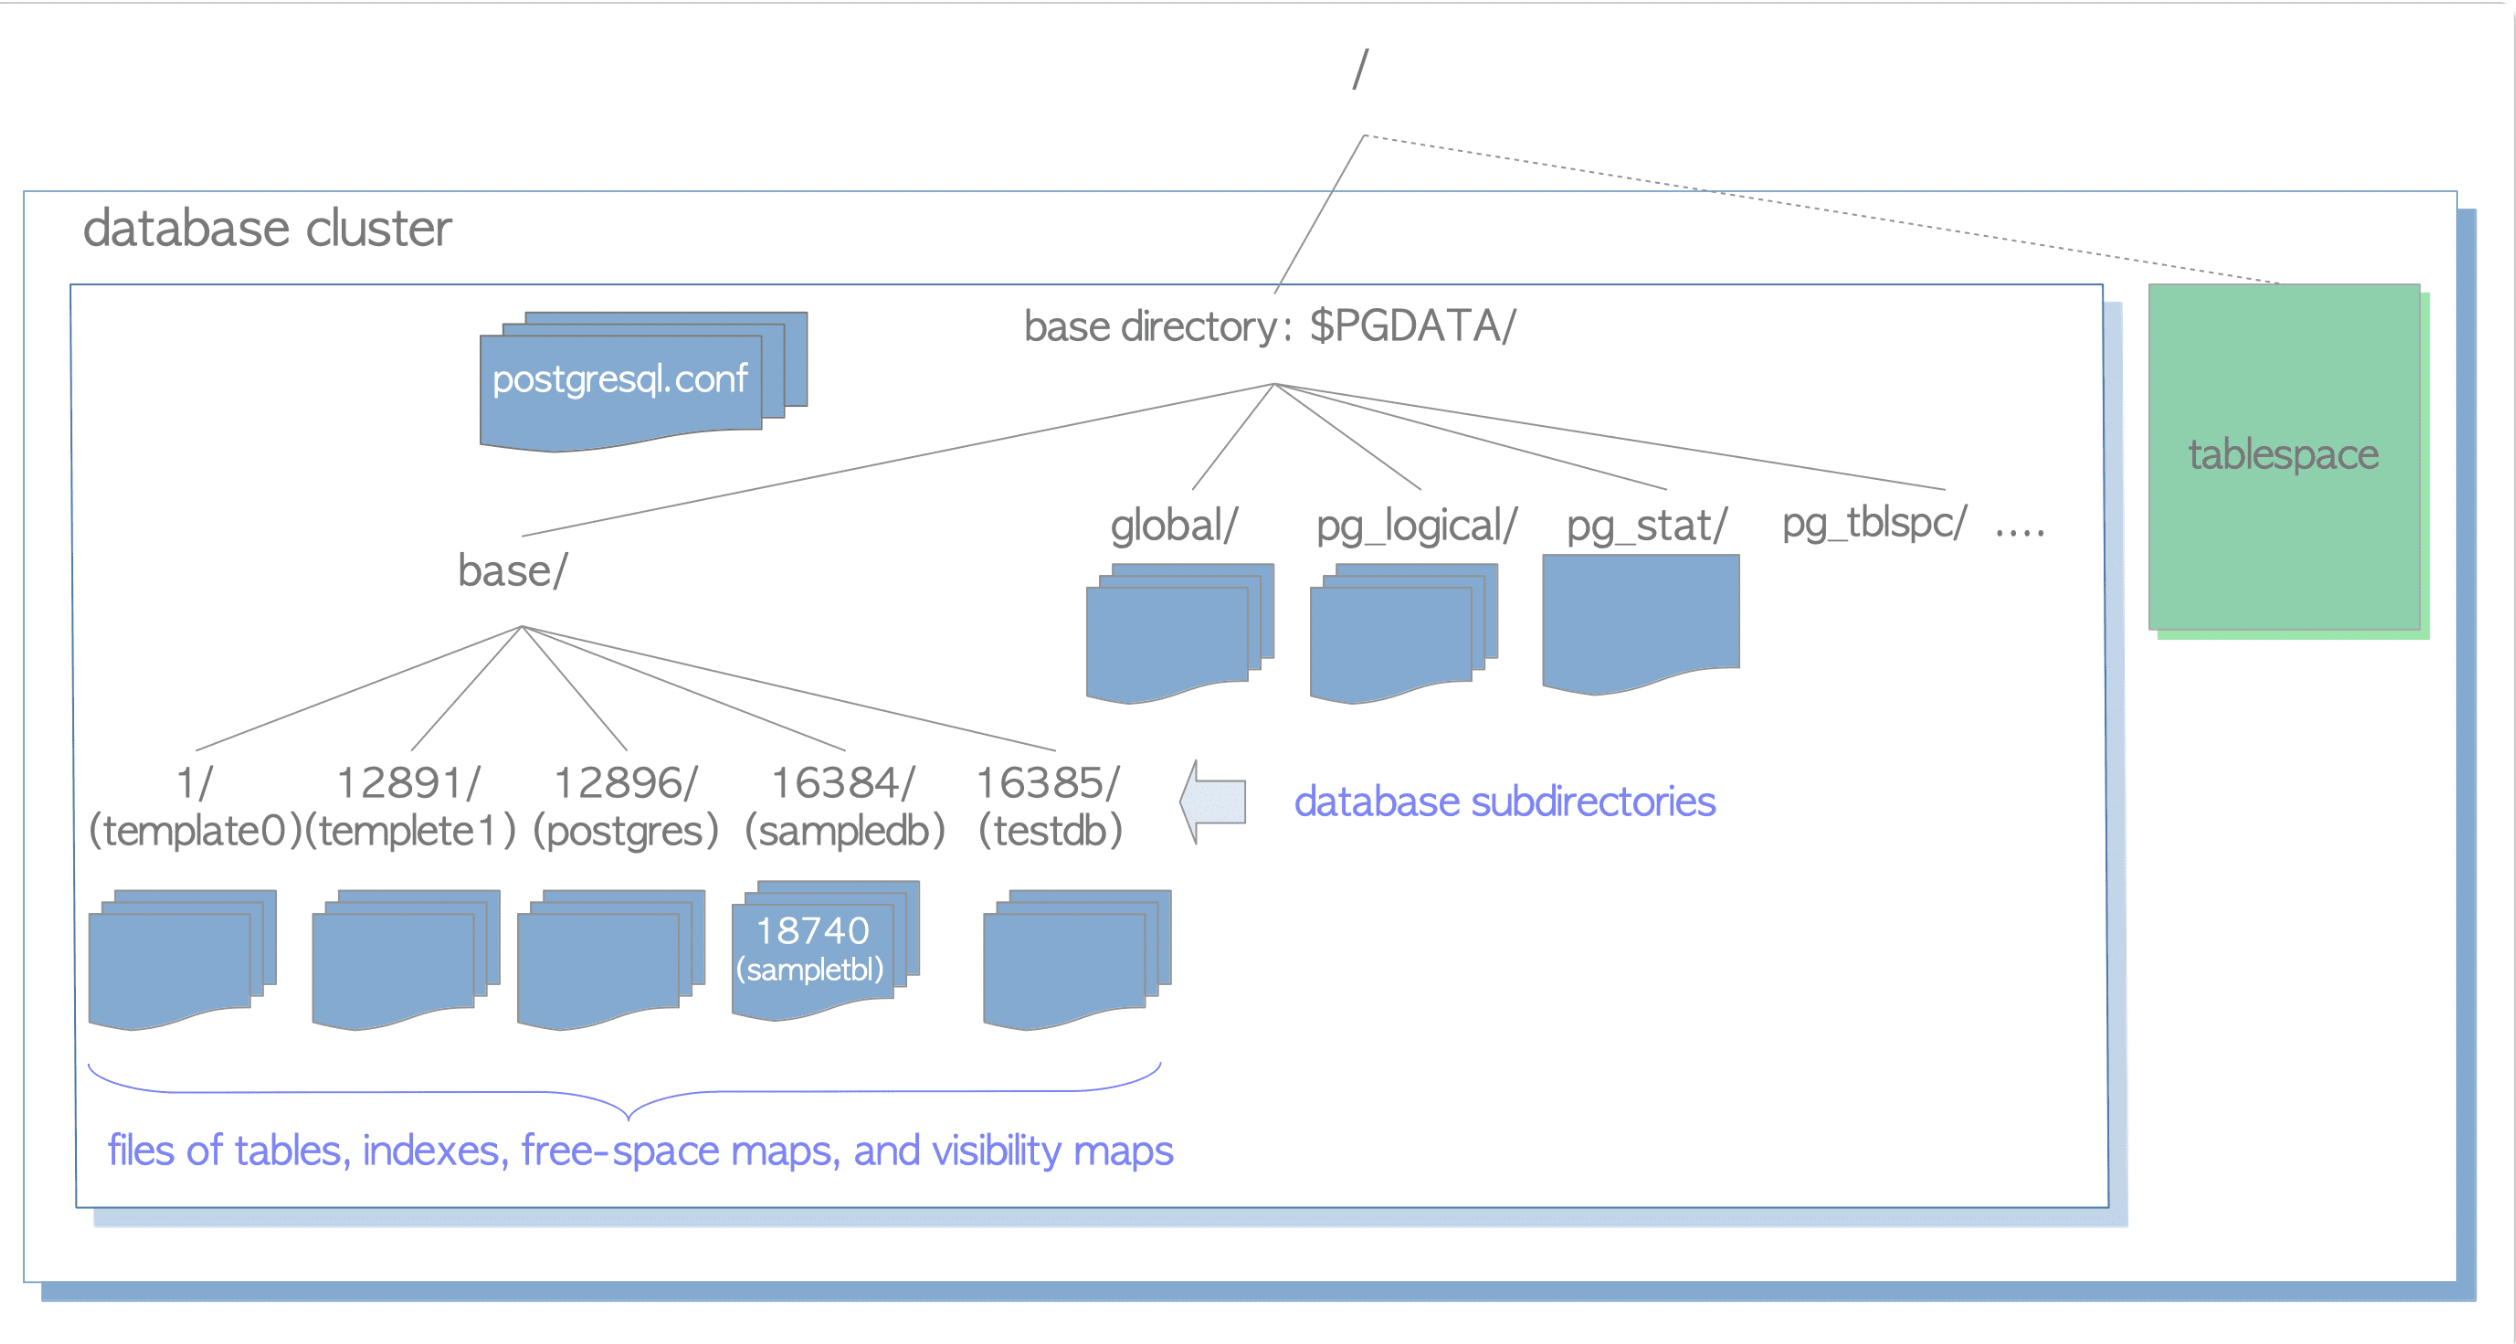 /
database cluster
base directory: $PGDATA/
postgresql.conf
tablespace
global/
pg_logical/
pg_stat/
pg_tblspc/ ....
base/
1/
(template0)
12891/
(templete1)
12896/
(postgres)
16384/
(sampledb)
16385/
(testdb)
database subdirectories
18740
(sampletbl)
files of tables, indexes, free-space maps, and visibility maps